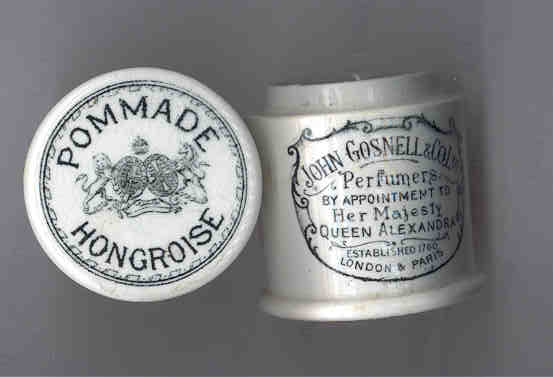 POMMADE
HONGROISE
JOHN GOSNELL & CO
Perfumers
BY APPOINTMENT TO
Her Majesty
QUEEN ALEXANDRA
ESTABLISHED 1760
LONDON & PARIS